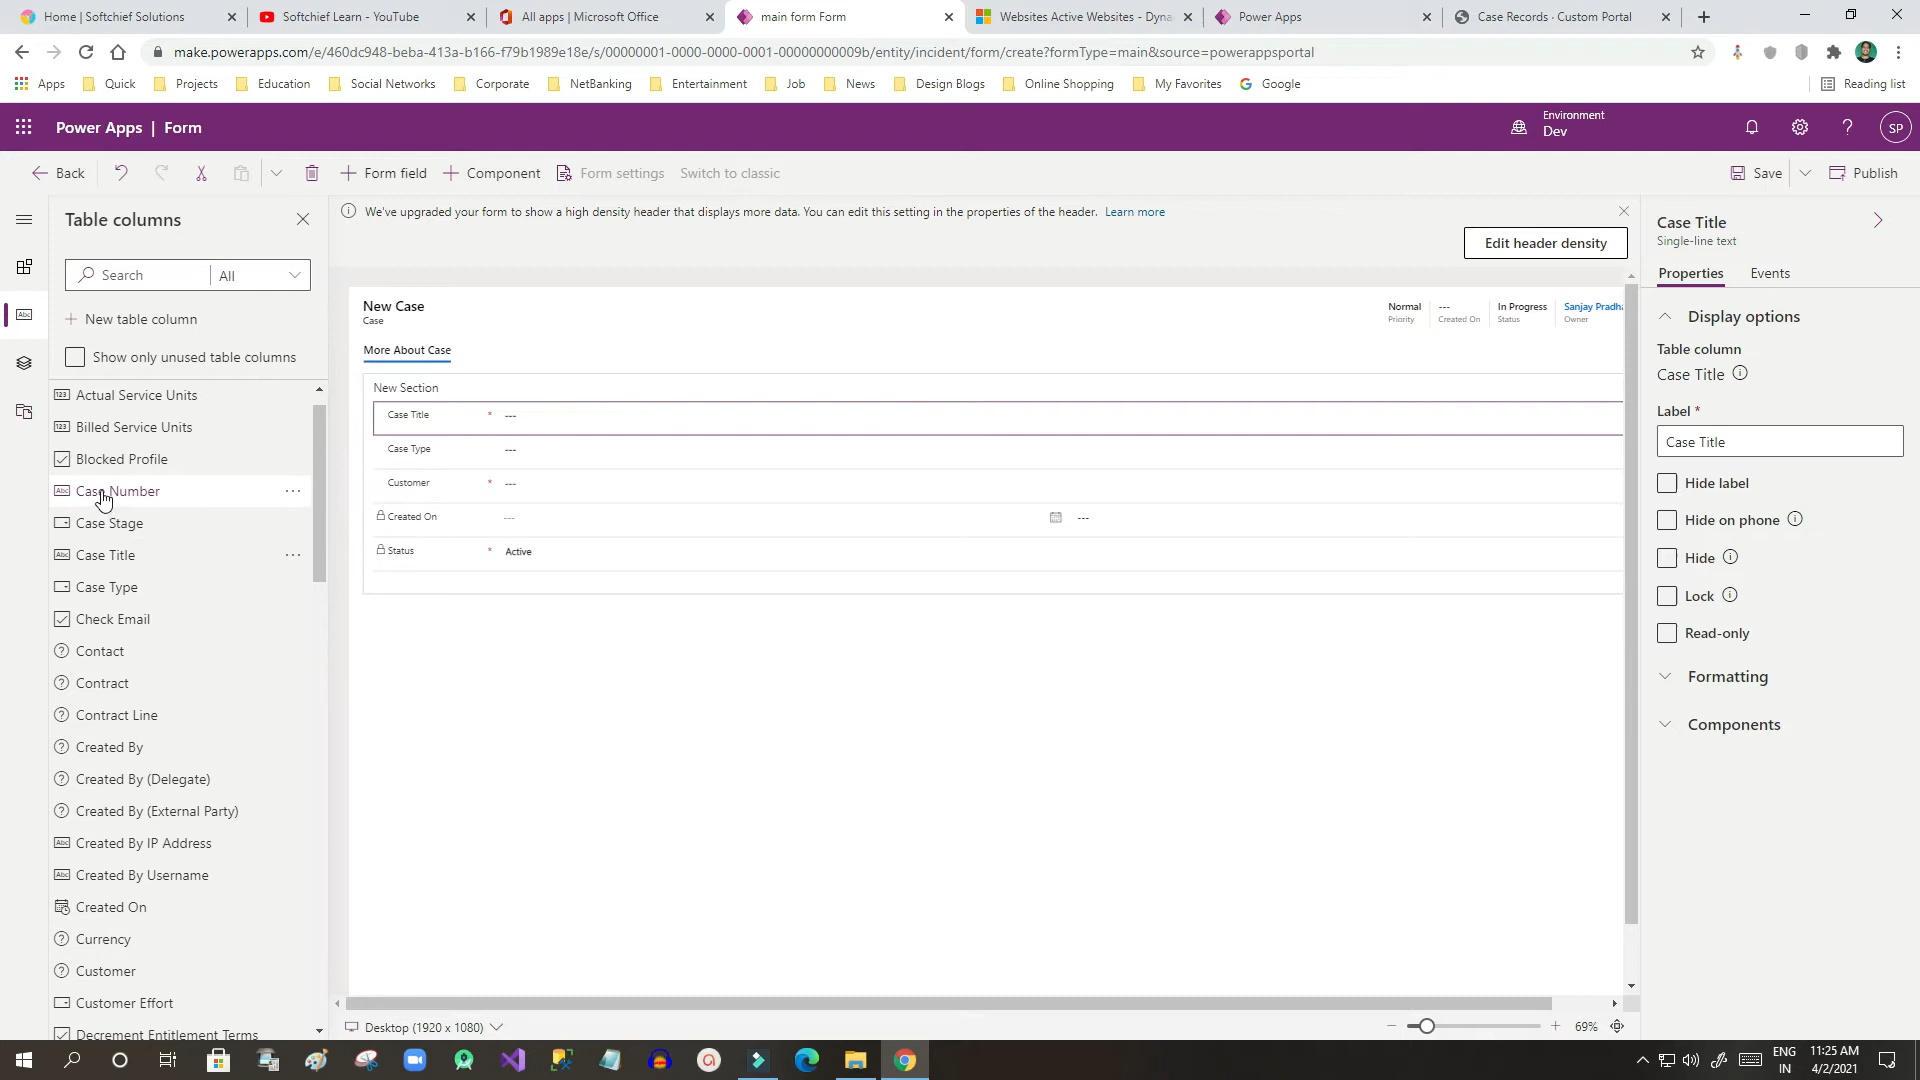 Home | Softchief Solutions
Softchief Learn - YouTube
All apps | Microsoft Office
main form Form
Websites Active Websites - Dyna
Power Apps
Case Records · Custom Portal
make.powerapps.com/e/460dc948-beba-413a-b166-f79b1989e18e/s/00000001-0000-0000-0001-00000000009b/entity/incident/form/create?formType=main&source=powerappsportal
Apps
Quick
Projects
Education
Social Networks
Corporate
NetBanking
Entertainment
Job
News
Design Blogs
Online Shopping
My Favorites
Google
Reading list
Power Apps | Form
Environment
Dev
SP
Back
Form field
Component
Form settings
Switch to classic
Save
Publish
Table columns
Search
All
New table column
Show only unused table columns
Actual Service Units
Billed Service Units
Blocked Profile
Case Number
Case Stage
Case Title
Case Type
Check Email
Contact
Contract
Contract Line
Created By
Created By (Delegate)
Created By (External Party)
Created By IP Address
Created By Username
Created On
Currency
Customer
Customer Effort
Decrement Entitlement Terms
We've upgraded your form to show a high density header that displays more data. You can edit this setting in the properties of the header. Learn more
Edit header density
New Case
Case
Normal
Priority
---
Created On
In Progress
Status
Sanjay Pradha
Owner
More About Case
New Section
Case Title * ---
Case Type ---
Customer * ---
Created On --- ---
Status * Active
Desktop (1920 x 1080)
69%
Case Title
Single-line text
Properties
Events
Display options
Table column
Case Title
Label *
Case Title
Hide label
Hide on phone
Hide
Lock
Read-only
Formatting
Components
ENG
IN
11:25 AM
4/2/2021